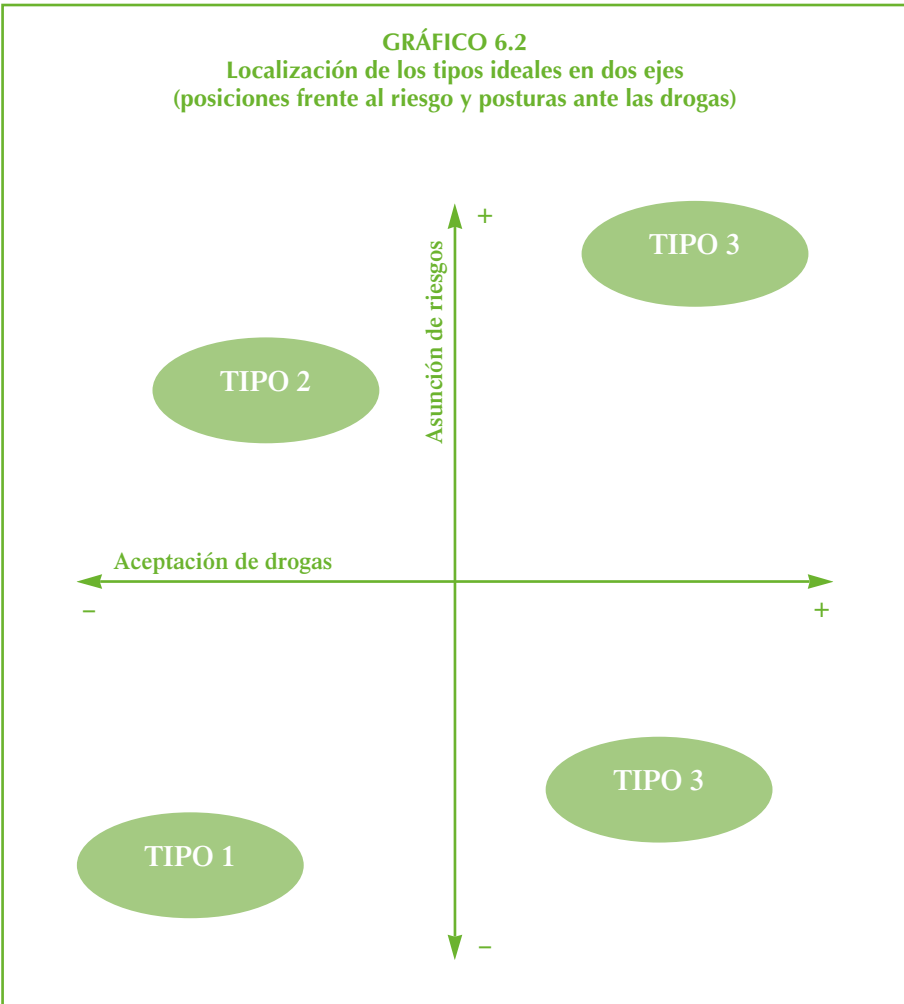 GRÁFICO 6.2
Localización de los tipos ideales en dos ejes
(posiciones frente al riesgo y posturas ante las drogas)
+
TIPO 3
Asunción de riesgos
TIPO 2
Aceptación de drogas
–
+
TIPO 3
TIPO 1
–